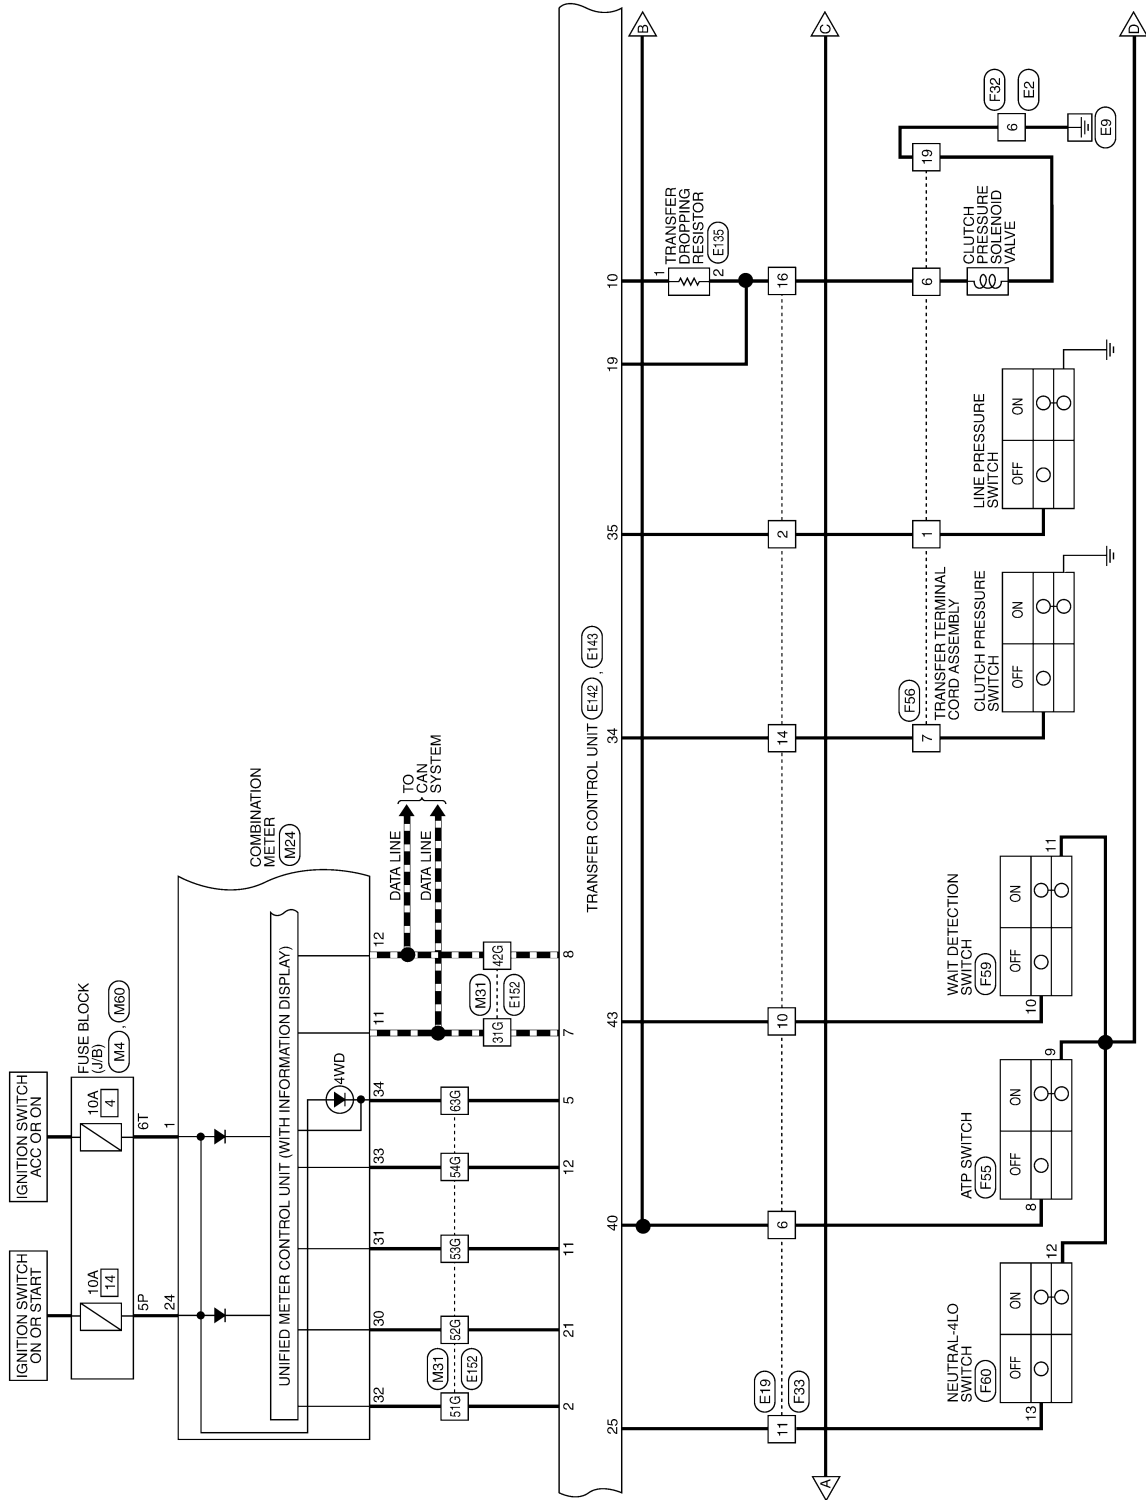 IGNITION SWITCH
ON OR START
IGNITION SWITCH
ACC OR ON
10A
14
10A
4
FUSE BLOCK
(J/B)
M4 , M60
5P
6T
24
1
COMBINATION
METER
M24
UNIFIED METER CONTROL UNIT (WITH INFORMATION DISPLAY)
4WD
32
30
31
33
34
11
12
DATA LINE
DATA LINE
TO
CAN
SYSTEM
51G
M31
E152
52G
53G
54G
63G
31G
M31
E152
42G
2
21
11
12
5
7
8
TRANSFER CONTROL UNIT E142 , E143
25
40
43
34
35
19
10
B
1
TRANSFER
DROPPING
RESISTOR
E135
2
E19
F33
11
6
10
14
2
16
A
C
F56
7
TRANSFER TERMINAL
CORD ASSEMBLY
1
6
19
F32
E2
6
E9
NEUTRAL-4LO
SWITCH
F60
OFF
ON
13
12
ATP SWITCH
F55
OFF
ON
8
9
WAIT DETECTION
SWITCH
F59
OFF
ON
10
11
CLUTCH PRESSURE
SWITCH
OFF
ON
LINE PRESSURE
SWITCH
OFF
ON
CLUTCH
PRESSURE
SOLENOID
VALVE
D